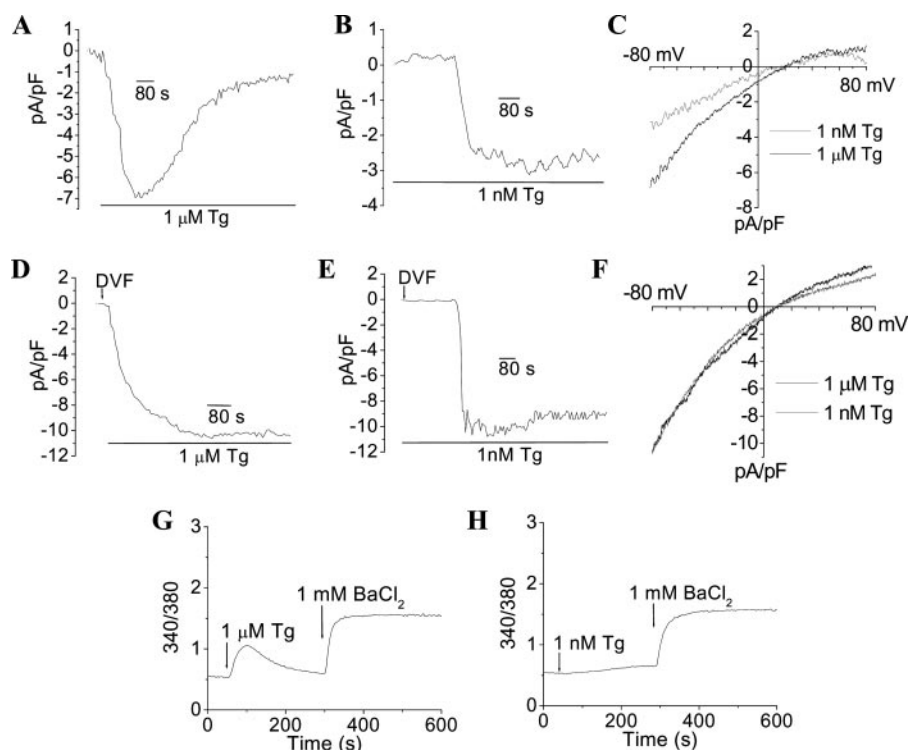 A
0
-1
-2
-3
-4
-5
-6
-7
pA/pF
80 s
1 μM Tg
B
1
0
-1
-2
-3
-4
pA/pF
80 s
1 nM Tg
C
2
0
-2
-4
-6
-8
-80 mV
80 mV
1 nM Tg
1 μM Tg
pA/pF
D
2
0
-2
-4
-6
-8
-10
-12
pA/pF
DVF
80 s
1 μM Tg
E
2
0
-2
-4
-6
-8
-10
-12
pA/pF
DVF
80 s
1nM Tg
F
2
0
-2
-4
-6
-8
-10
-80 mV
80 mV
1 μM Tg
1 nM Tg
pA/pF
G
3
2
1
0
340/380
1 μM Tg
1 mM BaCl2
0 200 400 600
Time (s)
H
3
2
1
0
340/380
1 nM Tg
1 mM BaCl2
0 200 400 600
Time (s)